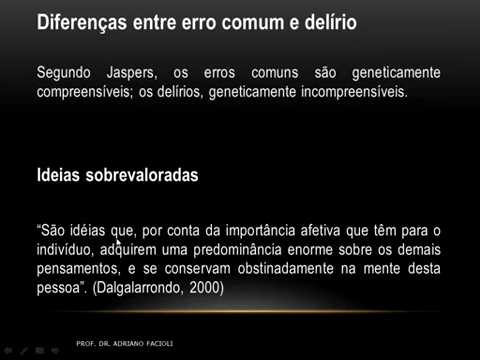 Diferenças entre erro comum e delírio
Segundo Jaspers, os erros comuns são geneticamente
compreensíveis; os delírios, geneticamente incompreensíveis.
Ideias sobrevaloradas
“São idéias que, por conta da importância afetiva que têm para o
indivíduo, adquirem uma predominância enorme sobre os demais
pensamentos, e se conservam obstinadamente na mente desta
pessoa”. (Dalgalarrondo, 2000)
PROF. DR. ADRIANO FACIOLI